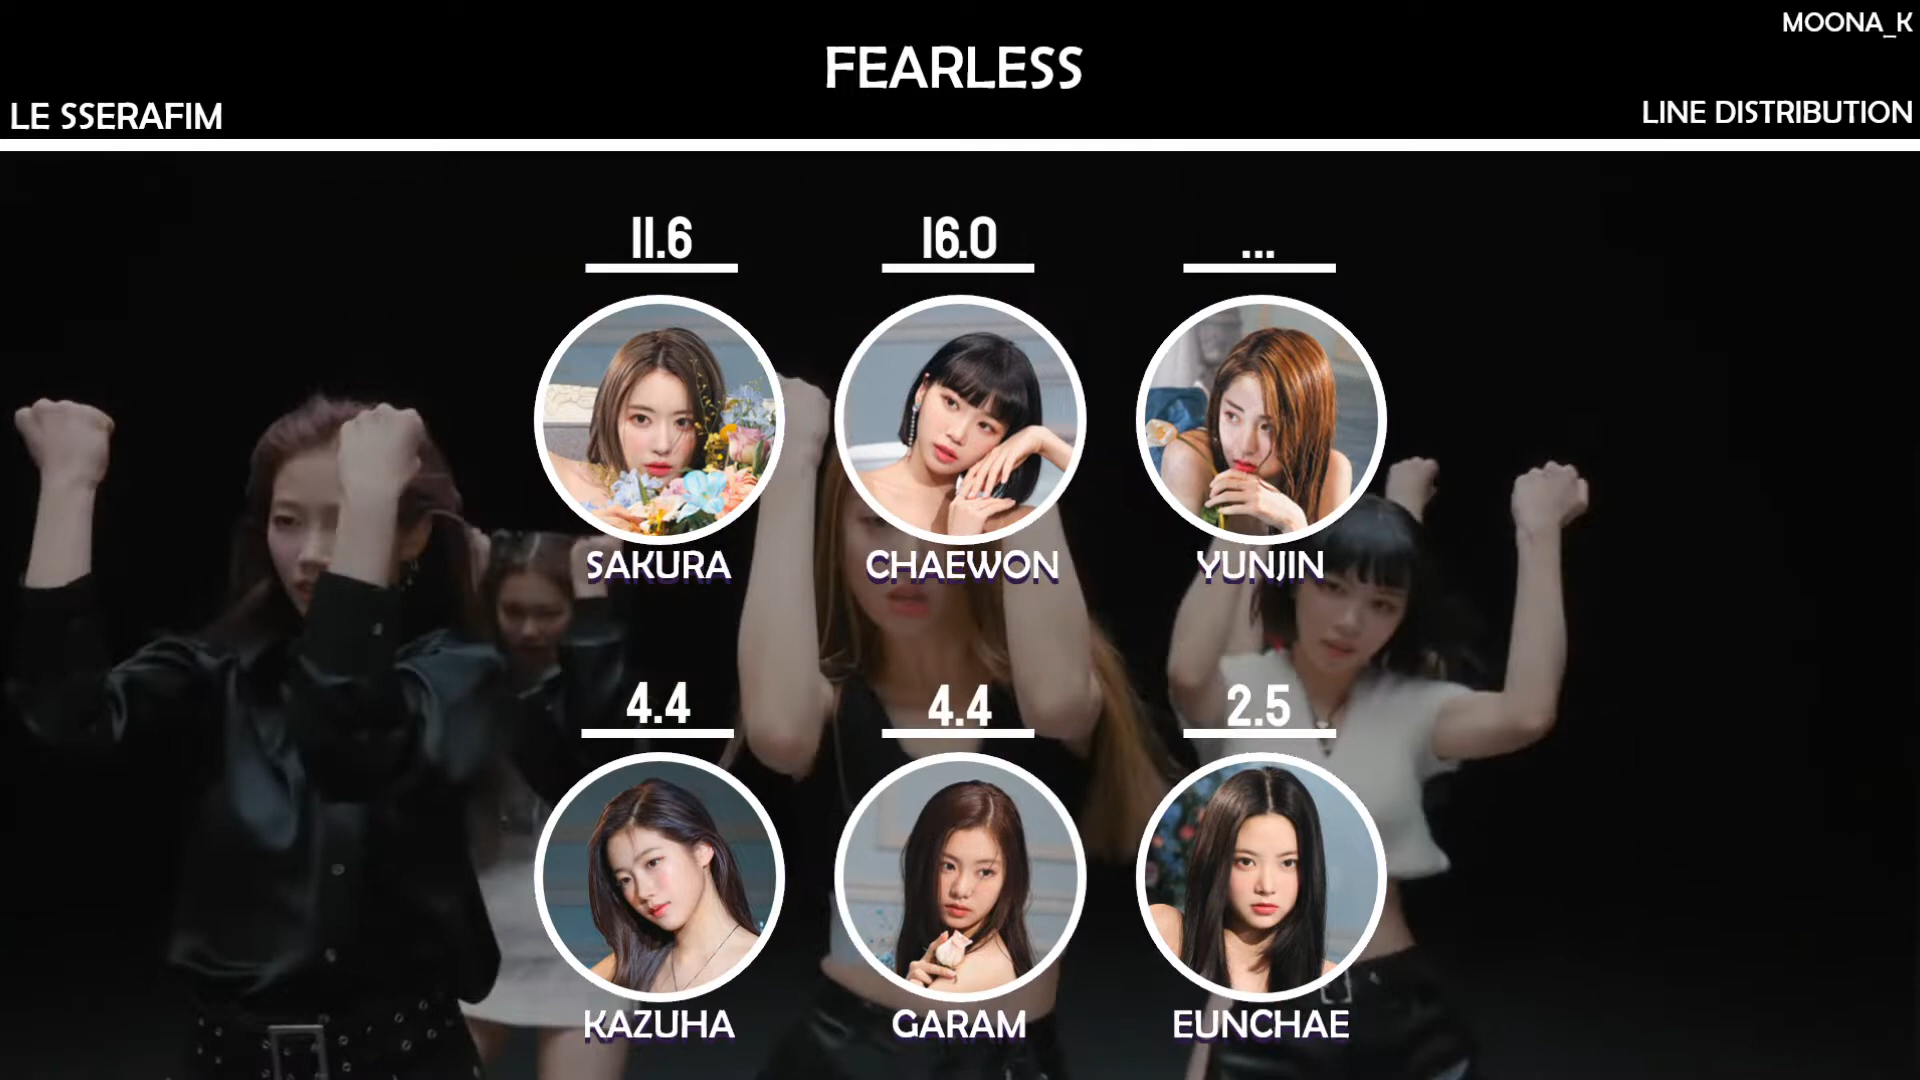 MOONA_K
FEARLESS
LE SSERAFIM
LINE DISTRIBUTION
11.6
16.0
...
SAKURA
CHAEWON
YUNJIN
4.4
4.4
2.5
KAZUHA
GARAM
EUNCHAE